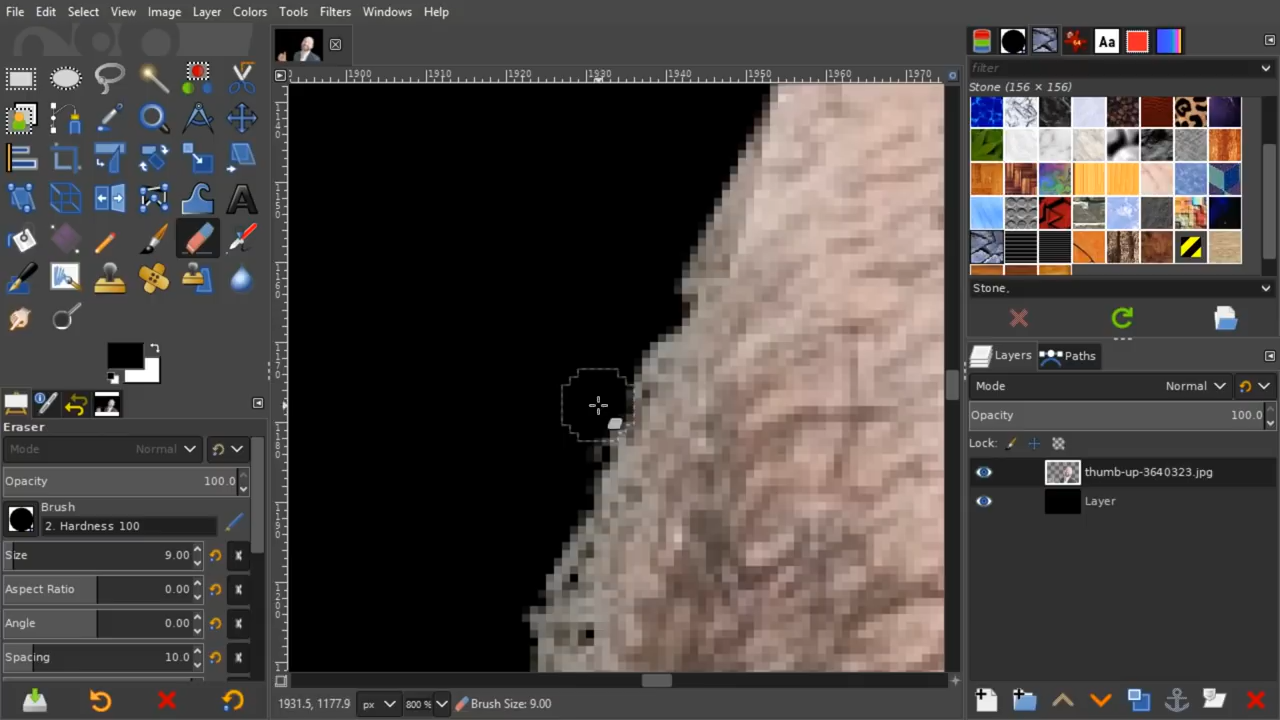 File Edit Select View Image Layer Colors Tools Filters Windows Help
1900 1910 1920 1930 1940 1950 1960 1970
filter
Stone (156 × 156)
Stone,
Layers Paths
Mode Normal
Opacity 100.0
Lock:
thumb-up-3640323.jpg
Layer
Eraser
Mode Normal
Opacity 100.0
Brush
2. Hardness 100
Size 9.00
Aspect Ratio 0.00
Angle 0.00
Spacing 10.0
1931.5, 1177.9 px 800 % Brush Size: 9.00
Aa